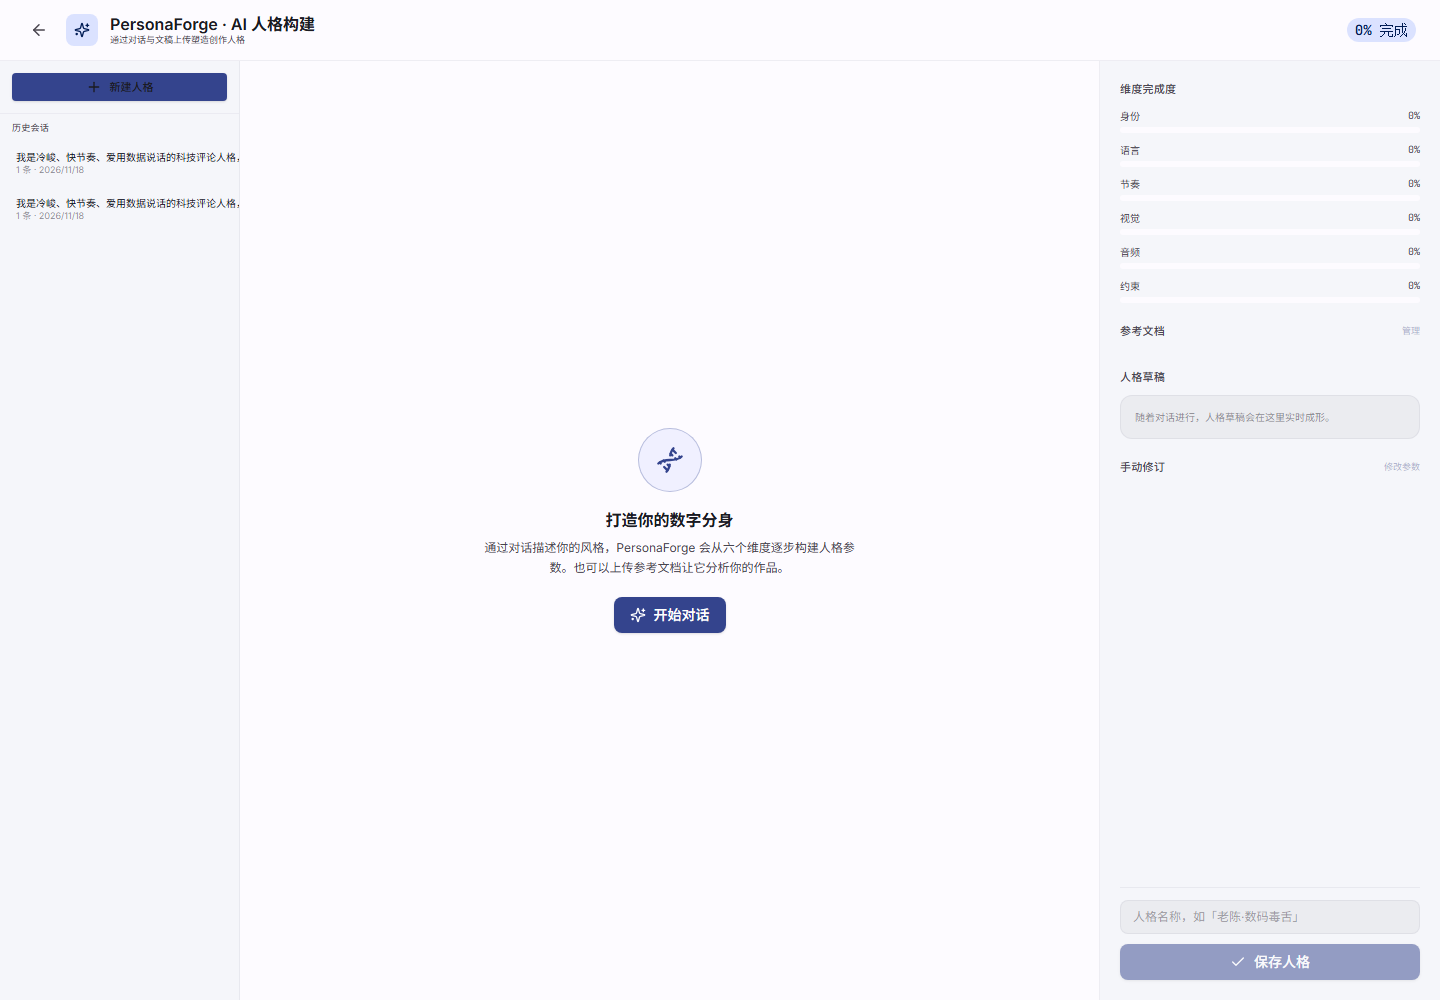 PersonaForge · AI 人格构建
通过对话与文稿上传塑造创作人格
0% 完成
新建人格
历史会话
我是冷峻、快节奏、爱用数据说话的科技评论人格，
1 条 · 2026/11/18
我是冷峻、快节奏、爱用数据说话的科技评论人格，
1 条 · 2026/11/18
打造你的数字分身
通过对话描述你的风格，PersonaForge 会从六个维度逐步构建人格参
数。也可以上传参考文档让它分析你的作品。
开始对话
维度完成度
身份 0%
语言 0%
节奏 0%
视觉 0%
音频 0%
约束 0%
参考文档 管理
人格草稿
随着对话进行，人格草稿会在这里实时成形。
手动修订 修改参数
人格名称，如「老陈·数码毒舌」
保存人格